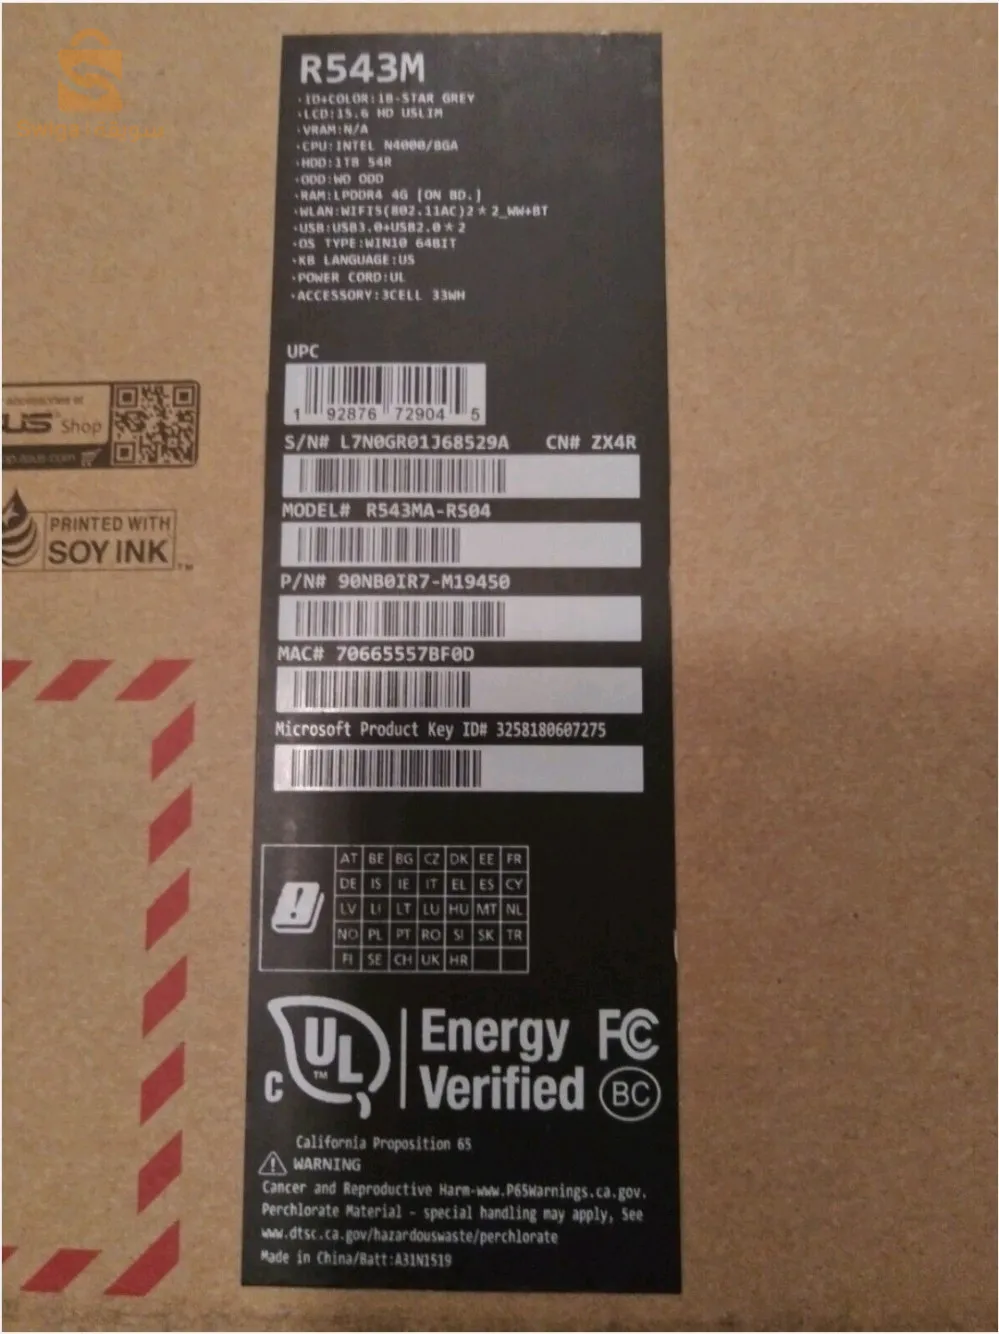 R543M
·ID+COLOR:1B-STAR GREY
·LCD:15.6 HD USLIM
·VRAM:N/A
·CPU:INTEL N4000/BGA
·HDD:1TB 54R
·ODD:WO ODD
·RAM:LPDDR4 4G [ON BD.]
·WLAN:WIFI5(802.11AC)2*2_WW+BT
·USB:USB3.0+USB2.0*2
·OS TYPE:WIN10 64BIT
·KB LANGUAGE:US
·POWER CORD:UL
·ACCESSORY:3CELL 33WH
UPC
1 92876 72904 5
S/N# L7N0GR01J68529A CN# ZX4R
MODEL# R543MA-RS04
P/N# 90NB0IR7-M19450
MAC# 70665557BF0D
Microsoft Product Key ID# 3258180607275
Shop
PRINTED WITH
SOY INK
AT BE BG CZ DK EE FR
DE IS IE IT EL ES CY
LV LI LT LU HU MT NL
NO PL PT RO SI SK TR
FI SE CH UK HR
C UL TM
Energy
Verified
FC
BC
California Proposition 65
WARNING
Cancer and Reproductive Harm-www.P65Warnings.ca.gov.
Perchlorate Material - special handling may apply, See
www.dtsc.ca.gov/hazardouswaste/perchlorate
Made in China/Batt:A31N1519